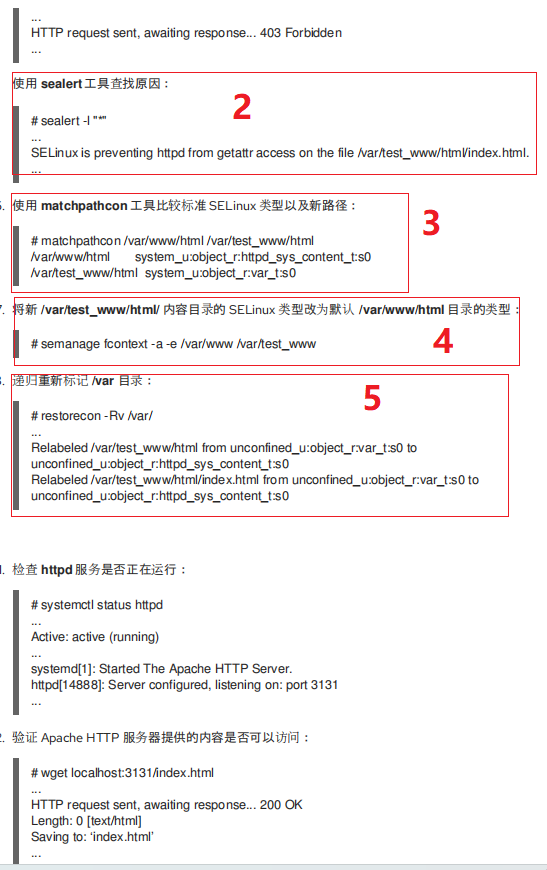 ...
HTTP request sent, awaiting response... 403 Forbidden
...
使用 sealert 工具查找原因：
2
# sealert -l "*"
...
SELinux is preventing httpd from getattr access on the file /var/test_www/html/index.html.
...
使用 matchpathcon 工具比较标准 SELinux 类型以及新路径：
3
# matchpathcon /var/www/html /var/test_www/html
/var/www/html system_u:object_r:httpd_sys_content_t:s0
/var/test_www/html system_u:object_r:var_t:s0
7. 将新 /var/test_www/html/ 内容目录的 SELinux 类型改为默认 /var/www/html 目录的类型：
# semanage fcontext -a -e /var/www /var/test_www
4
递归重新标记 /var 目录：
5
# restorecon -Rv /var/
...
Relabeled /var/test_www/html from unconfined_u:object_r:var_t:s0 to
unconfined_u:object_r:httpd_sys_content_t:s0
Relabeled /var/test_www/html/index.html from unconfined_u:object_r:var_t:s0 to
unconfined_u:object_r:httpd_sys_content_t:s0
检查 httpd 服务是否正在运行：
# systemctl status httpd
...
Active: active (running)
...
systemd[1]: Started The Apache HTTP Server.
httpd[14888]: Server configured, listening on: port 3131
...
2. 验证 Apache HTTP 服务器提供的内容是否可以访问：
# wget localhost:3131/index.html
...
HTTP request sent, awaiting response... 200 OK
Length: 0 [text/html]
Saving to: ‘index.html’
...